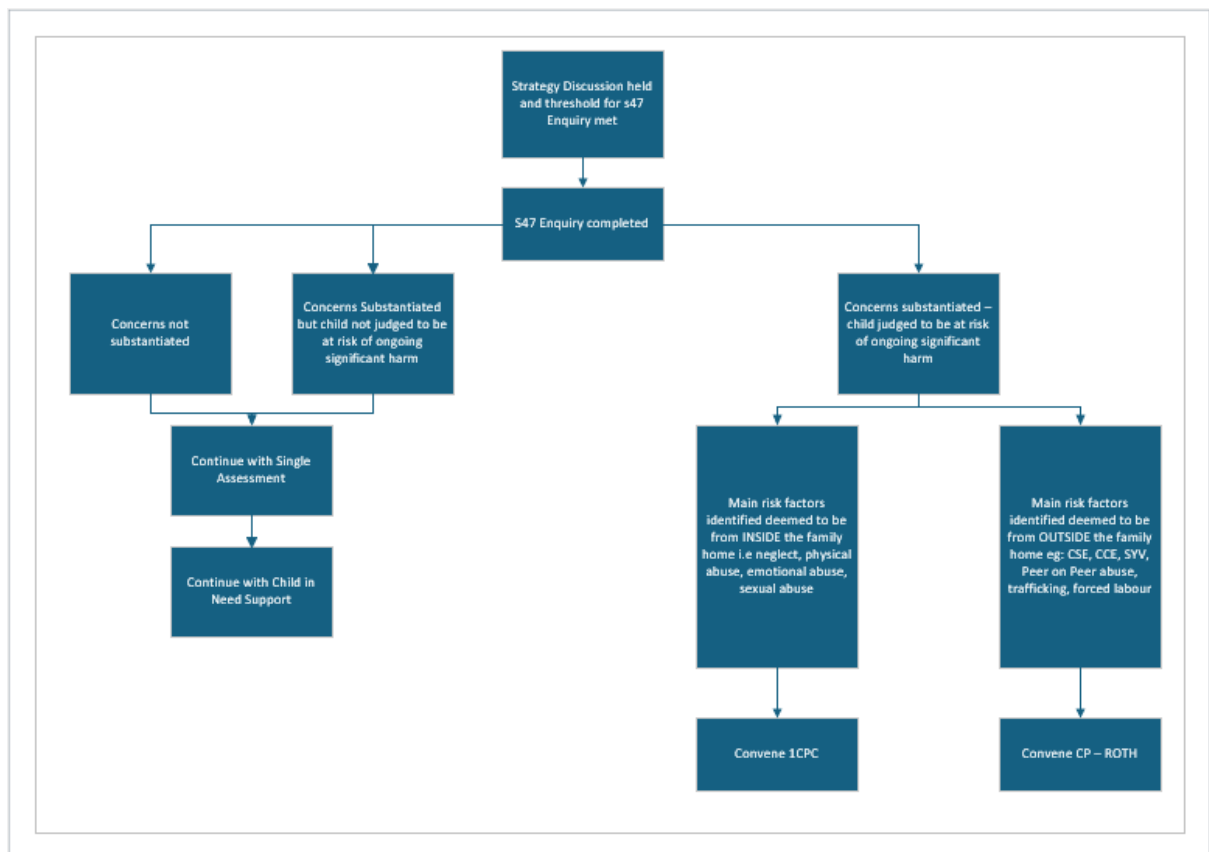 Strategy Discussion held
and threshold for s47
Enquiry met
S47 Enquiry completed
Concerns not
substantiated
Concerns Substantiated
but child not judged to be
at risk of ongoing
significant harm
Concerns substantiated –
child judged to be at risk
of ongoing significant
harm
Continue with Single
Assessment
Continue with Child in
Need Support
Main risk factors
identified deemed to be
from INSIDE the family
home i.e neglect, physical
abuse, emotional abuse,
sexual abuse
Main risk factors
identified deemed to be
from OUTSIDE the family
home eg: CSE, CCE, SYV,
Peer on Peer abuse,
trafficking, forced labour
Convene 1CPC
Convene CP – ROTH